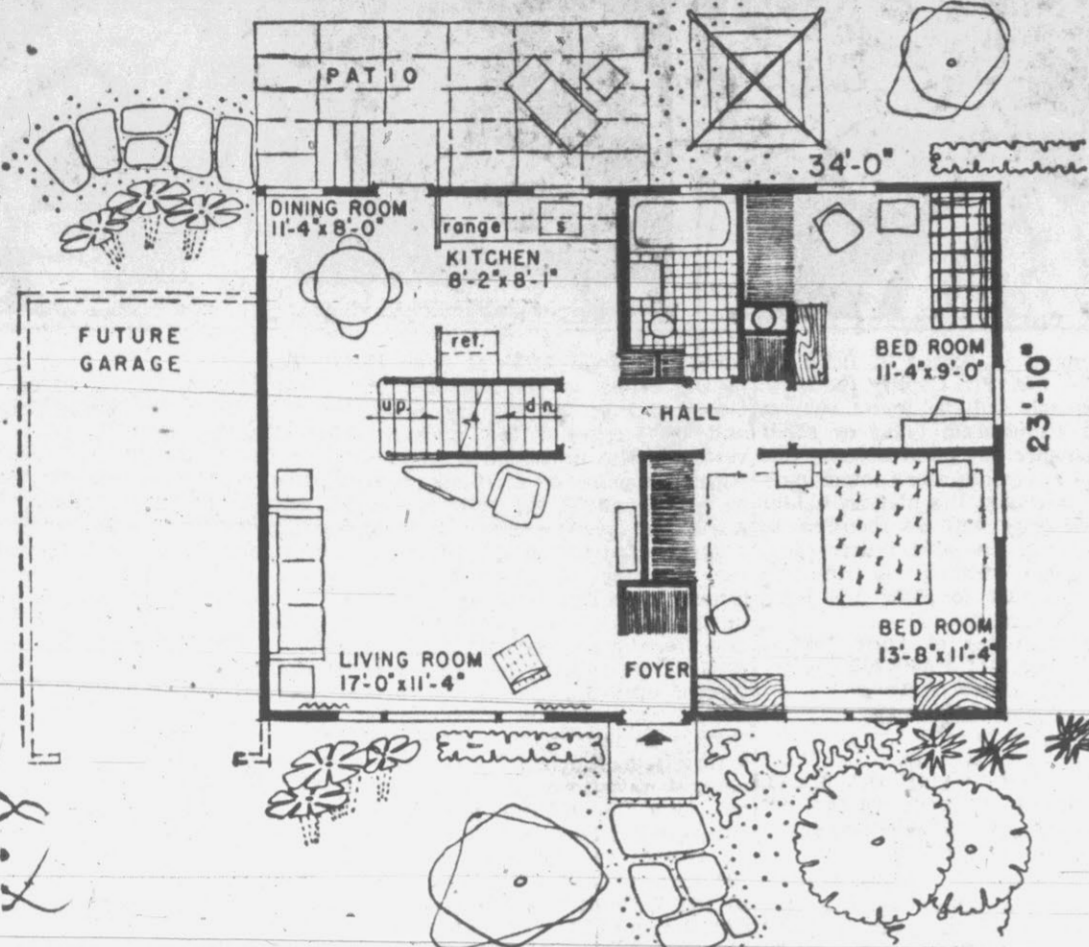 PATIO
34'-0"
DINING ROOM
11'-4"x8'-0"
range
s
KITCHEN
8'-2"x8'-1"
FUTURE
GARAGE
ref.
BED ROOM
11'-4"x9'-0"
23'-10"
up
dn
HALL
BED ROOM
13'-8"x11'-4"
LIVING ROOM
17'-0"x11'-4"
FOYER